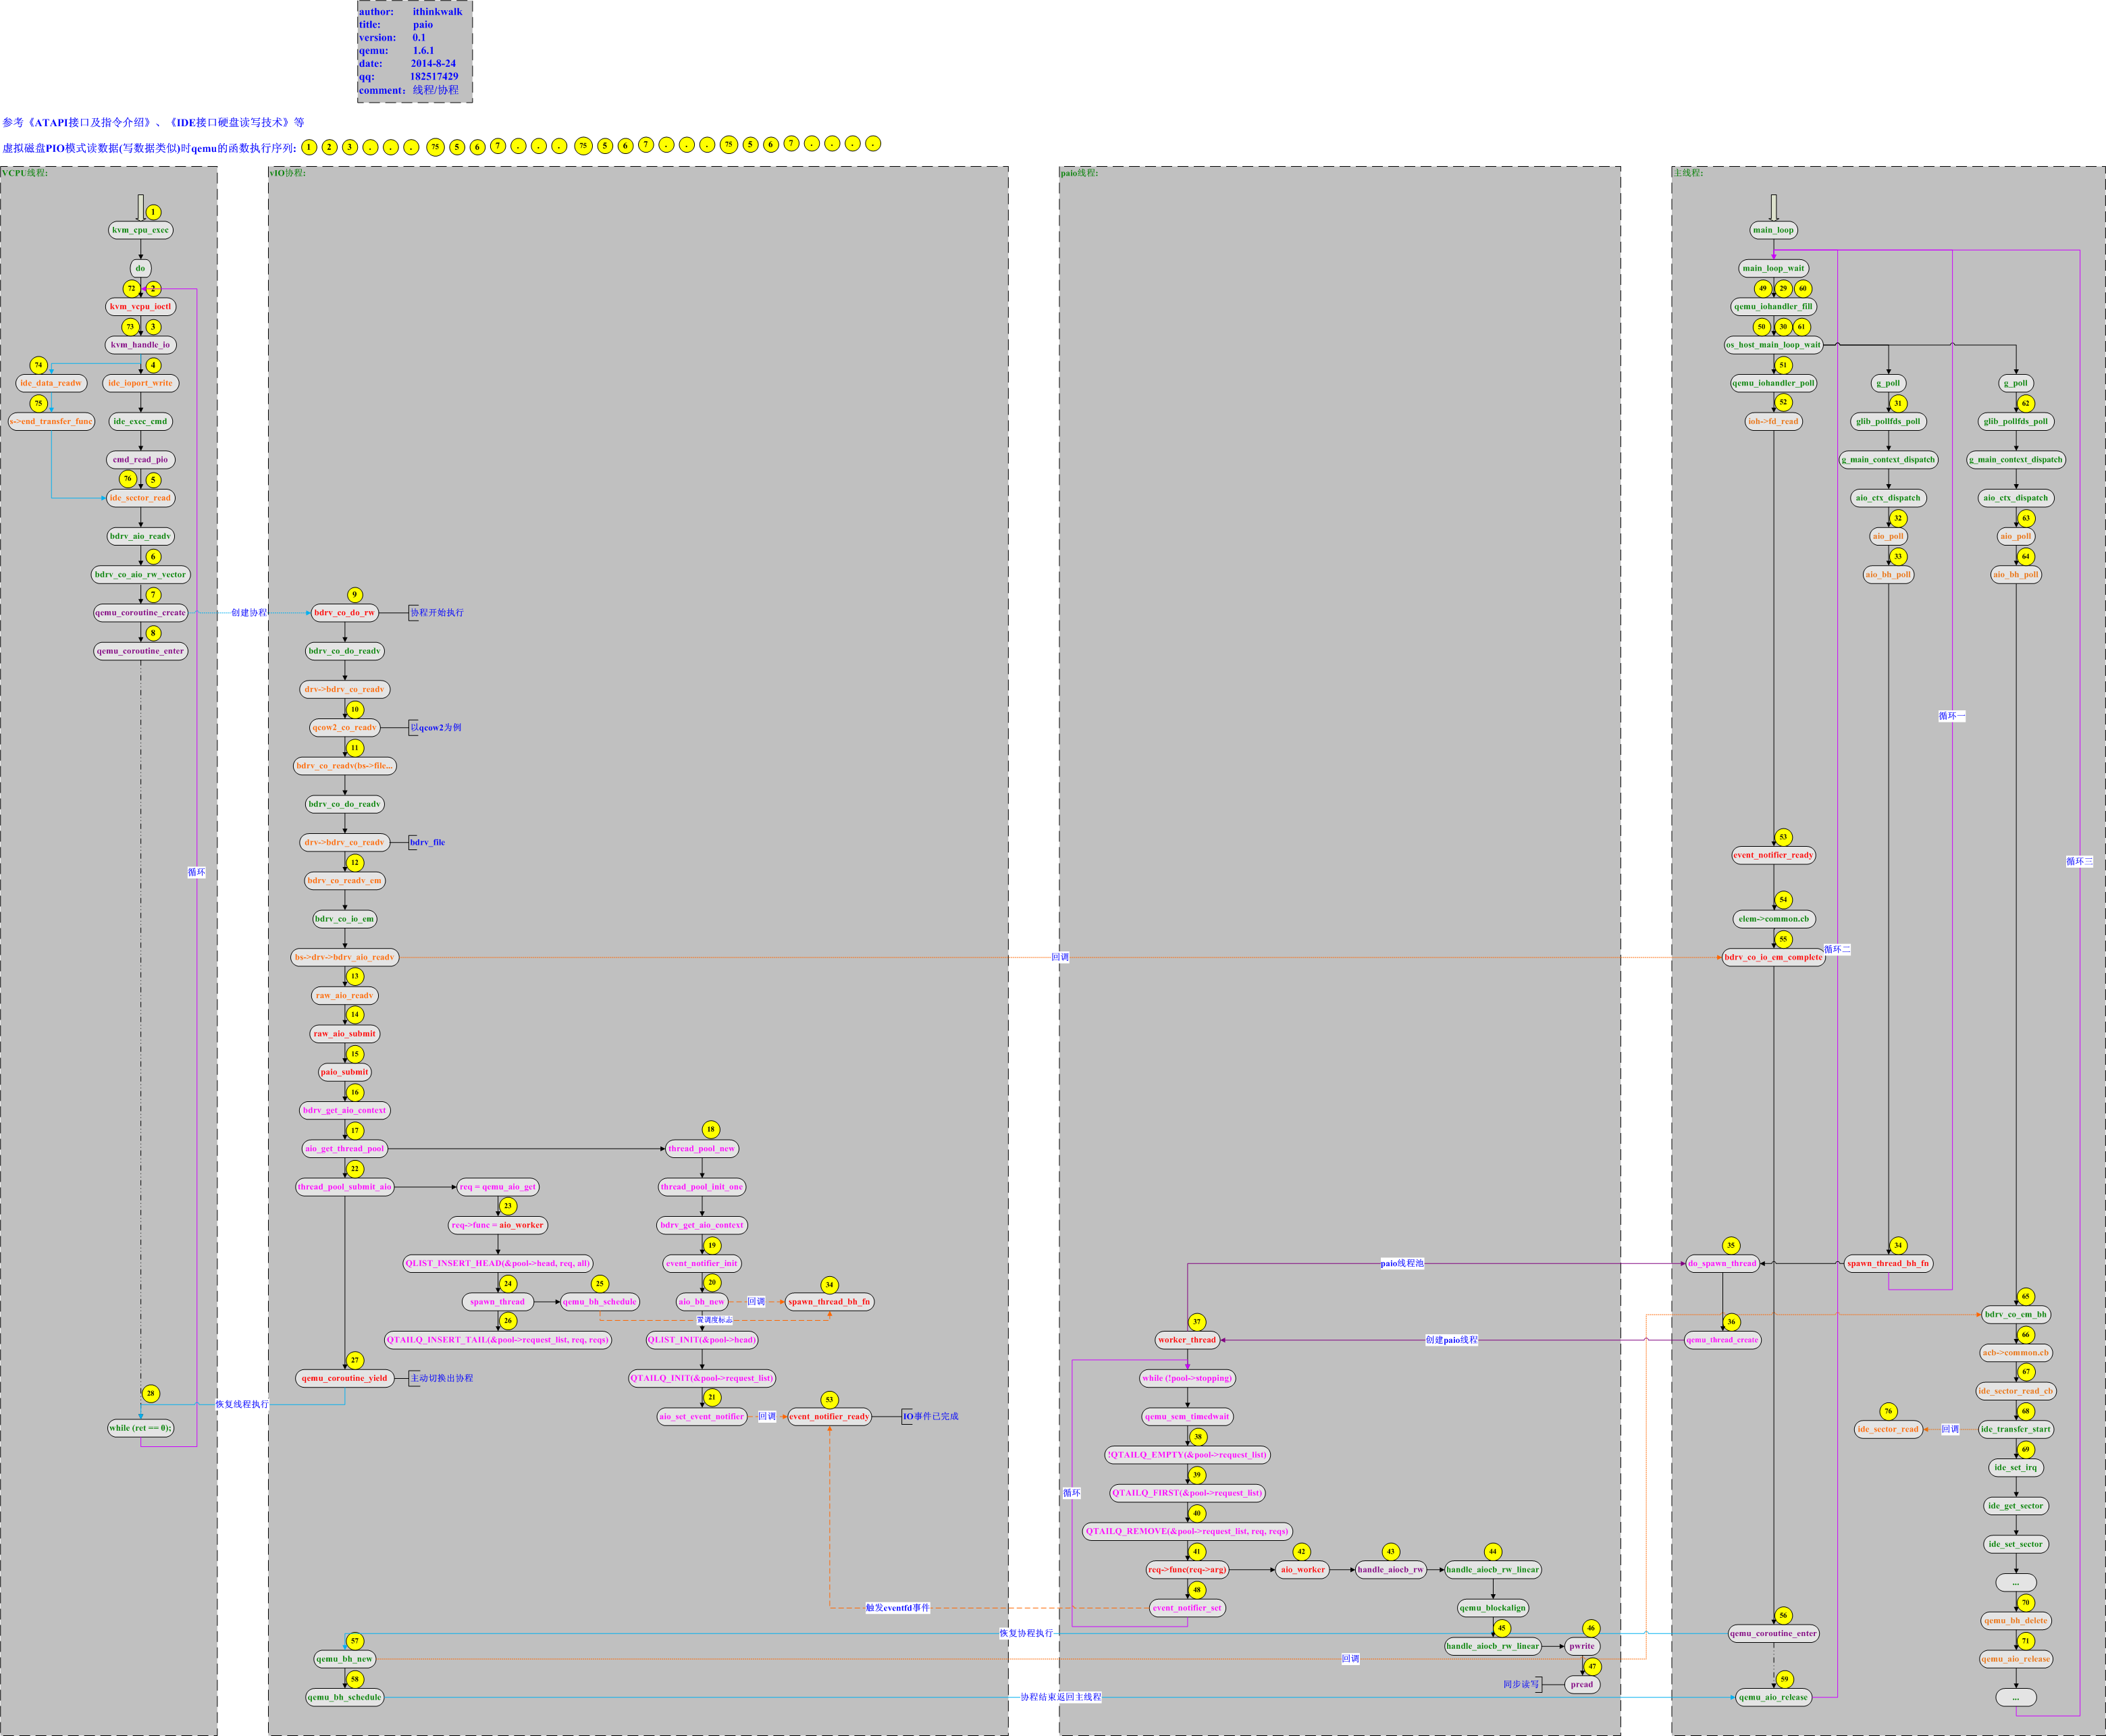 author: ithinkwalk
title: paio
version: 0.1
qemu: 1.6.1
date: 2014-8-24
qq: 182517429
comment：线程/协程
参考《ATAPI接口及指令介绍》、《IDE接口硬盘读写技术》等
虚拟磁盘PIO模式读数据(写数据类似)时qemu的函数执行序列: 1 2 3 . . . 75 5 6 7 . . . 75 5 6 7 . . . 75 5 6 7 . . . .
VCPU线程:
1
kvm_cpu_exec
do
72 2
kvm_vcpu_ioctl
73 3
kvm_handle_io
74 4
ide_data_readw ide_ioport_write
75
s->end_transfer_func ide_exec_cmd
cmd_read_pio
76 5
ide_sector_read
bdrv_aio_readv
6
bdrv_co_aio_rw_vector
7
qemu_coroutine_create
创建协程
8
qemu_coroutine_enter
循环
28
恢复线程执行
while (ret == 0);
vIO协程:
9
bdrv_co_do_rw 协程开始执行
bdrv_co_do_readv
drv->bdrv_co_readv
10
qcow2_co_readv 以qcow2为例
11
bdrv_co_readv(bs->file...
bdrv_co_do_readv
drv->bdrv_co_readv bdrv_file
12
bdrv_co_readv_em
bdrv_co_io_em
bs->drv->bdrv_aio_readv
回调
13
raw_aio_readv
14
raw_aio_submit
15
paio_submit
16
bdrv_get_aio_context
17 18
aio_get_thread_pool thread_pool_new
22
thread_pool_submit_aio req = qemu_aio_get thread_pool_init_one
23
req->func = aio_worker bdrv_get_aio_context
19
QLIST_INSERT_HEAD(&pool->head, req, all) event_notifier_init
24 25 20 34
spawn_thread qemu_bh_schedule aio_bh_new 回调 spawn_thread_bh_fn
置调度标志
26
QTAILQ_INSERT_TAIL(&pool->request_list, req, reqs) QLIST_INIT(&pool->head)
27
qemu_coroutine_yield 主动切换出协程 QTAILQ_INIT(&pool->request_list)
21 53
aio_set_event_notifier 回调 event_notifier_ready IO事件已完成
触发eventfd事件
恢复协程执行
57
qemu_bh_new
回调
58
qemu_bh_schedule
协程结束返回主线程
paio线程:
paio线程池
37
worker_thread
创建paio线程
while (!pool->stopping)
qemu_sem_timedwait
38
!QTAILQ_EMPTY(&pool->request_list)
39
循环
QTAILQ_FIRST(&pool->request_list)
40
QTAILQ_REMOVE(&pool->request_list, req, reqs)
41 42 43 44
req->func(req->arg) aio_worker handle_aiocb_rw handle_aiocb_rw_linear
48
event_notifier_set qemu_blockalign
45 46
handle_aiocb_rw_linear pwrite
47
同步读写 pread
主线程:
main_loop
main_loop_wait
49 29 60
qemu_iohandler_fill
50 30 61
os_host_main_loop_wait
51
qemu_iohandler_poll g_poll g_poll
52 31 62
ioh->fd_read glib_pollfds_poll glib_pollfds_poll
g_main_context_dispatch g_main_context_dispatch
aio_ctx_dispatch aio_ctx_dispatch
32 63
aio_poll aio_poll
33 64
aio_bh_poll aio_bh_poll
循环一
53
event_notifier_ready
循环三
54
elem->common.cb
55
循环二
bdrv_co_io_em_complete
35 34
do_spawn_thread spawn_thread_bh_fn
65
bdrv_co_em_bh
36 66
qemu_thread_create acb->common.cb
67
ide_sector_read_cb
76 68
ide_sector_read 回调 ide_transfer_start
69
ide_set_irq
ide_get_sector
ide_set_sector
...
56 70
qemu_coroutine_enter qemu_bh_delete
71
qemu_aio_release
59
qemu_aio_release ...